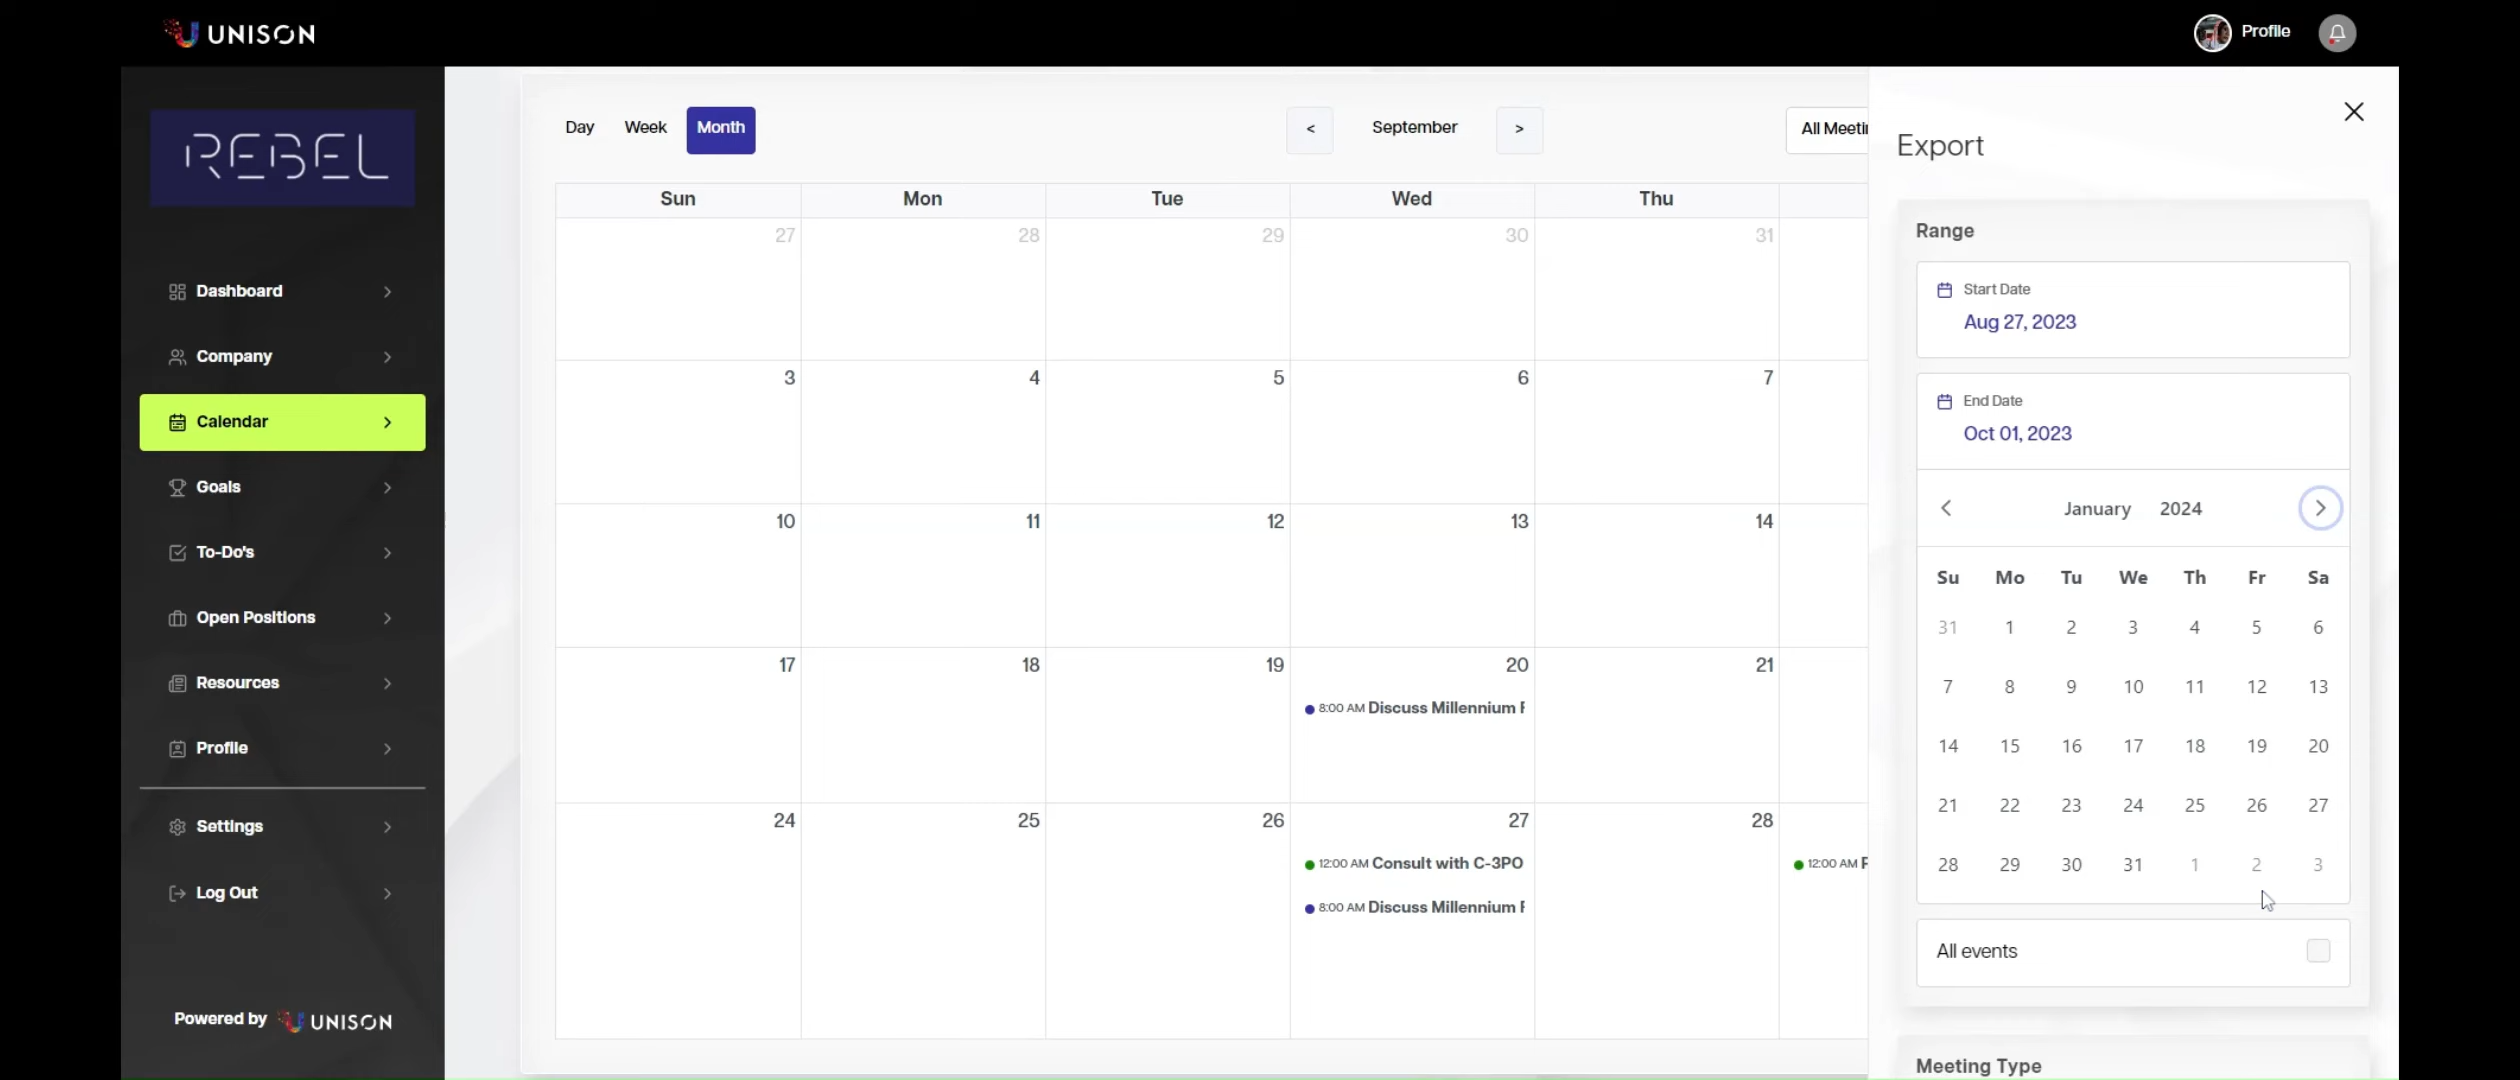 UNISON
Profile
REBEL
Dashboard
Company
Calendar
Goals
To-Do's
Open Positions
Resources
Profile
Settings
Log Out
Powered by UNISON
Day Week Month
< September >
All Meeti
Sun Mon Tue Wed Thu
27 28 29 30 31
3 4 5 6 7
10 11 12 13 14
17 18 19 20 21
8:00 AM Discuss Millennium
24 25 26 27 28
12:00 AM Consult with C-3PO
12:00 AM
8:00 AM Discuss Millennium
Export
Range
Start Date
Aug 27, 2023
End Date
Oct 01, 2023
January 2024
Su Mo Tu We Th Fr Sa
31 1 2 3 4 5 6
7 8 9 10 11 12 13
14 15 16 17 18 19 20
21 22 23 24 25 26 27
28 29 30 31 1 2 3
All events
Meeting Type